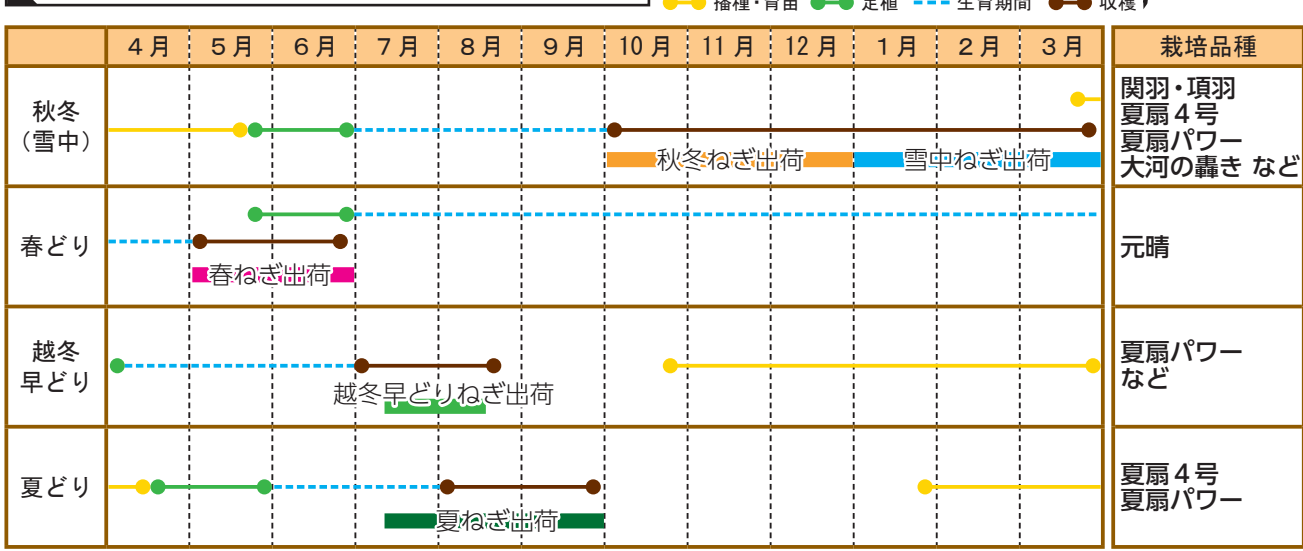 播種・育苗 定植 生育期間 収穫
4月 5月 6月 7月 8月 9月 10月 11月 12月 1月 2月 3月 栽培品種
秋冬
(雪中)
秋冬ねぎ出荷 雪中ねぎ出荷
関羽・項羽
夏扇4号
夏扇パワー
大河の轟き など
春どり
春ねぎ出荷
元晴
越冬
早どり
越冬早どりねぎ出荷
夏扇パワー
など
夏どり
夏ねぎ出荷
夏扇4号
夏扇パワー